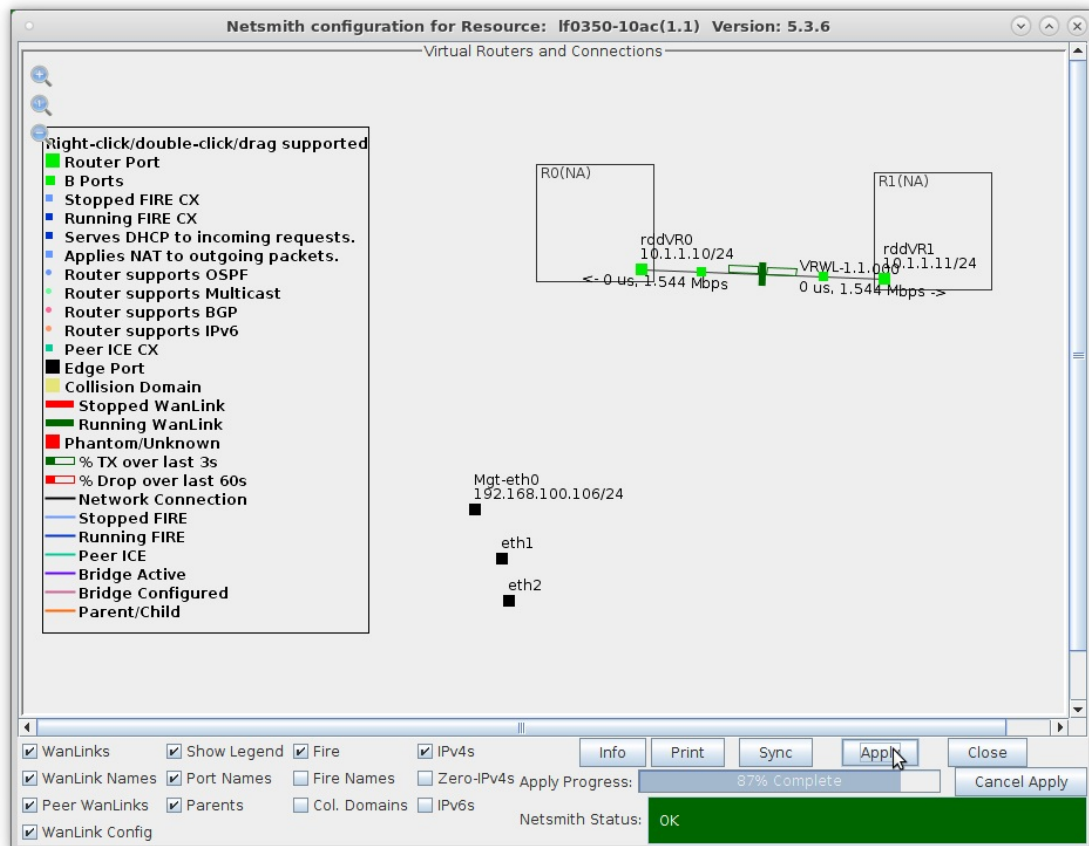 Netsmith configuration for Resource: lf0350-10ac(1.1) Version: 5.3.6
Virtual Routers and Connections
Right-click/double-click/drag supported
Router Port
B Ports
Stopped FIRE CX
Running FIRE CX
Serves DHCP to incoming requests.
Applies NAT to outgoing packets.
Router supports OSPF
Router supports Multicast
Router supports BGP
Router supports IPv6
Peer ICE CX
Edge Port
Collision Domain
Stopped WanLink
Running WanLink
Phantom/Unknown
% TX over last 3s
% Drop over last 60s
Network Connection
Stopped FIRE
Running FIRE
Peer ICE
Bridge Active
Bridge Configured
Parent/Child
R0(NA)
rddVR0
10.1.1.10/24
<- 0 us, 1.544 Mbps
VRWL-1.1.000
0 us, 1.544 Mbps ->
R1(NA)
rddVR1
10.1.1.11/24
Mgt-eth0
192.168.100.106/24
eth1
eth2
WanLinks Show Legend Fire IPv4s Info Print Sync Apply Close
WanLink Names Port Names Fire Names Zero-IPv4s Apply Progress: 87% Complete Cancel Apply
Peer WanLinks Parents Col. Domains IPv6s
WanLink Config Netsmith Status: OK